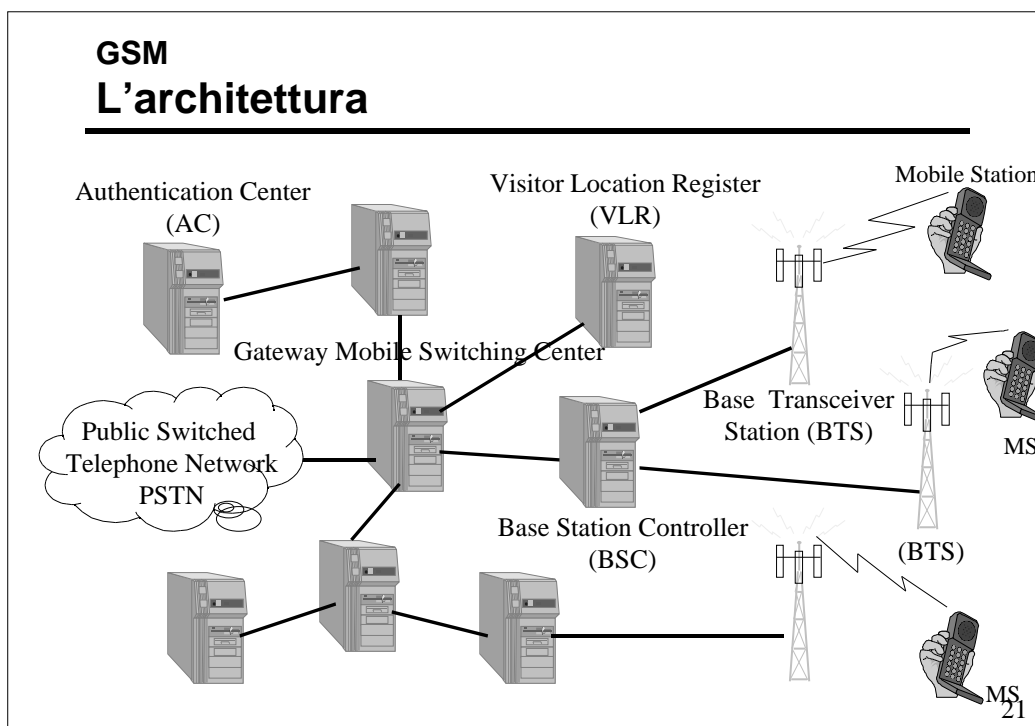 GSM
L'architettura
Authentication Center
(AC)
Visitor Location Register
(VLR)
Mobile Station
Gateway Mobile Switching Center
Public Switched
Telephone Network
PSTN
Base Transceiver
Station (BTS)
MS
Base Station Controller
(BSC)
(BTS)
MS
21